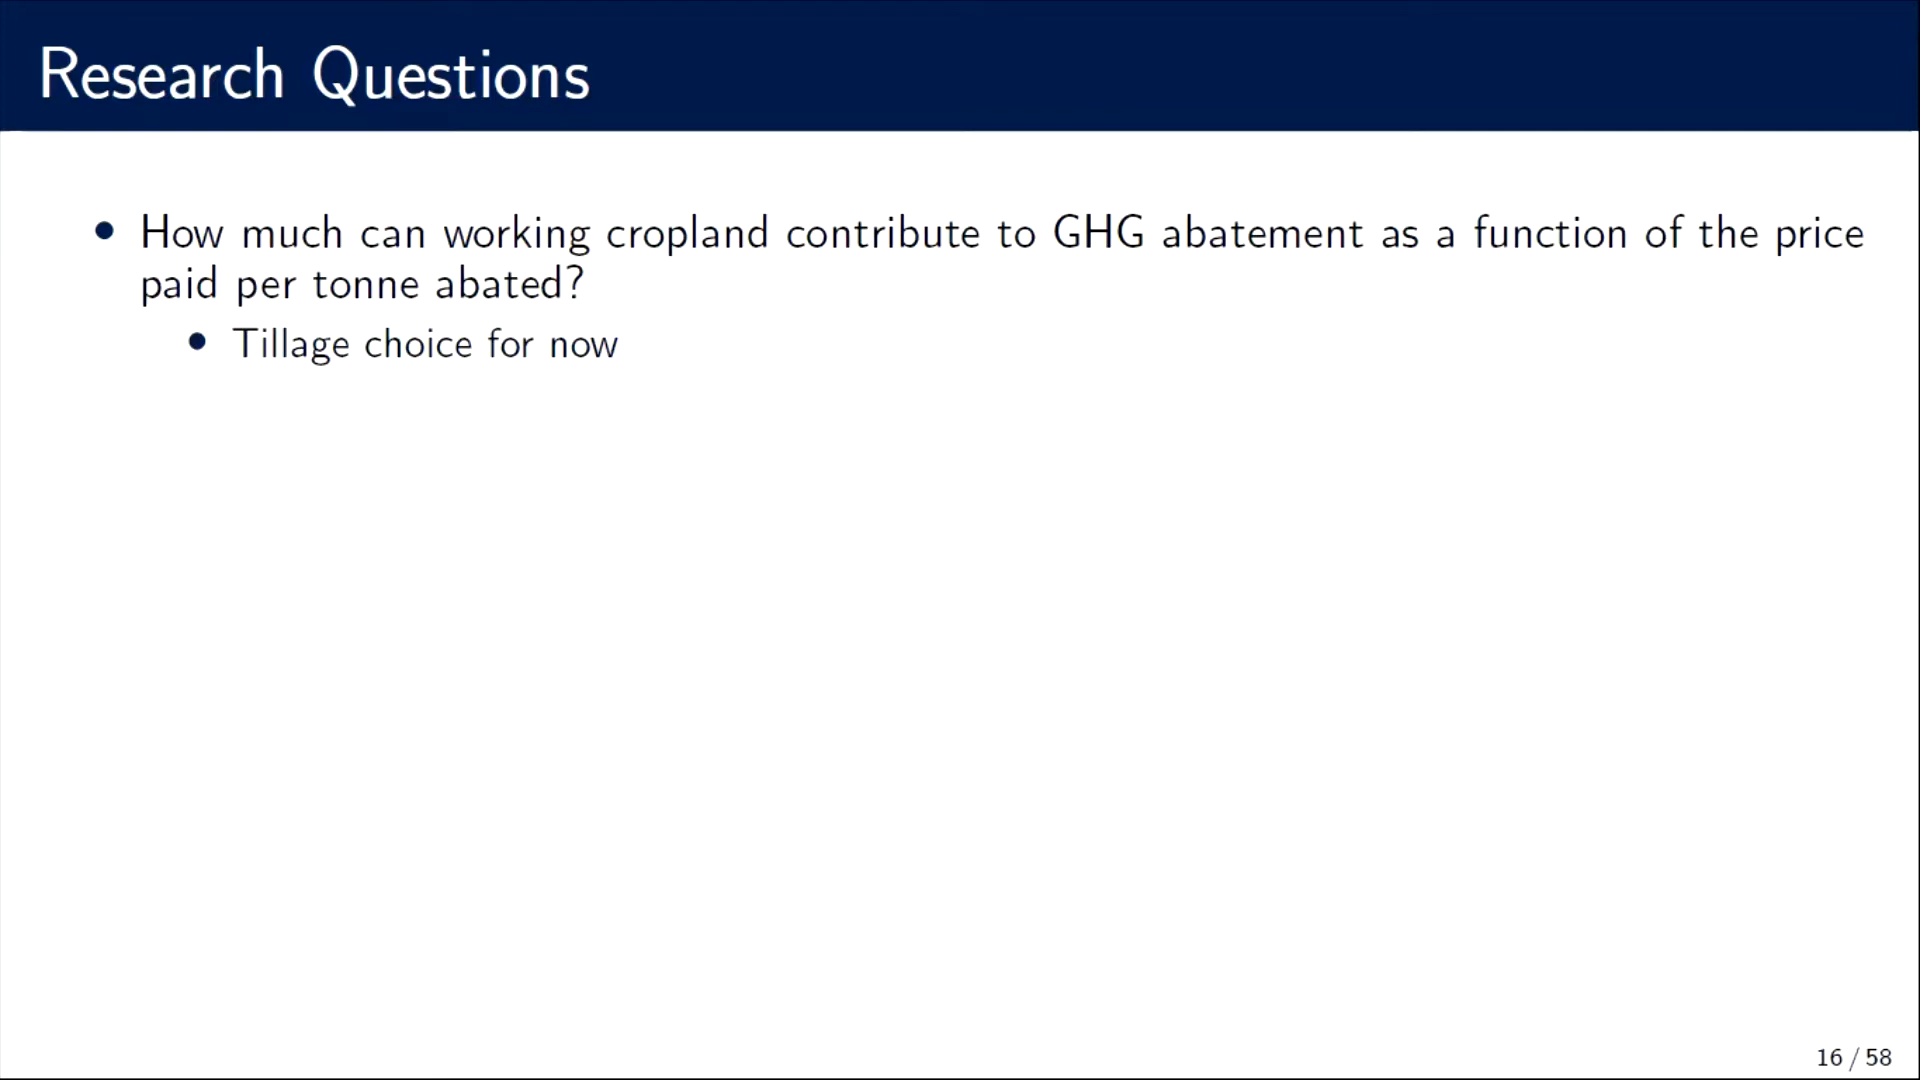 Research Questions
• How much can working cropland contribute to GHG abatement as a function of the price
paid per tonne abated?
• Tillage choice for now
16 / 58